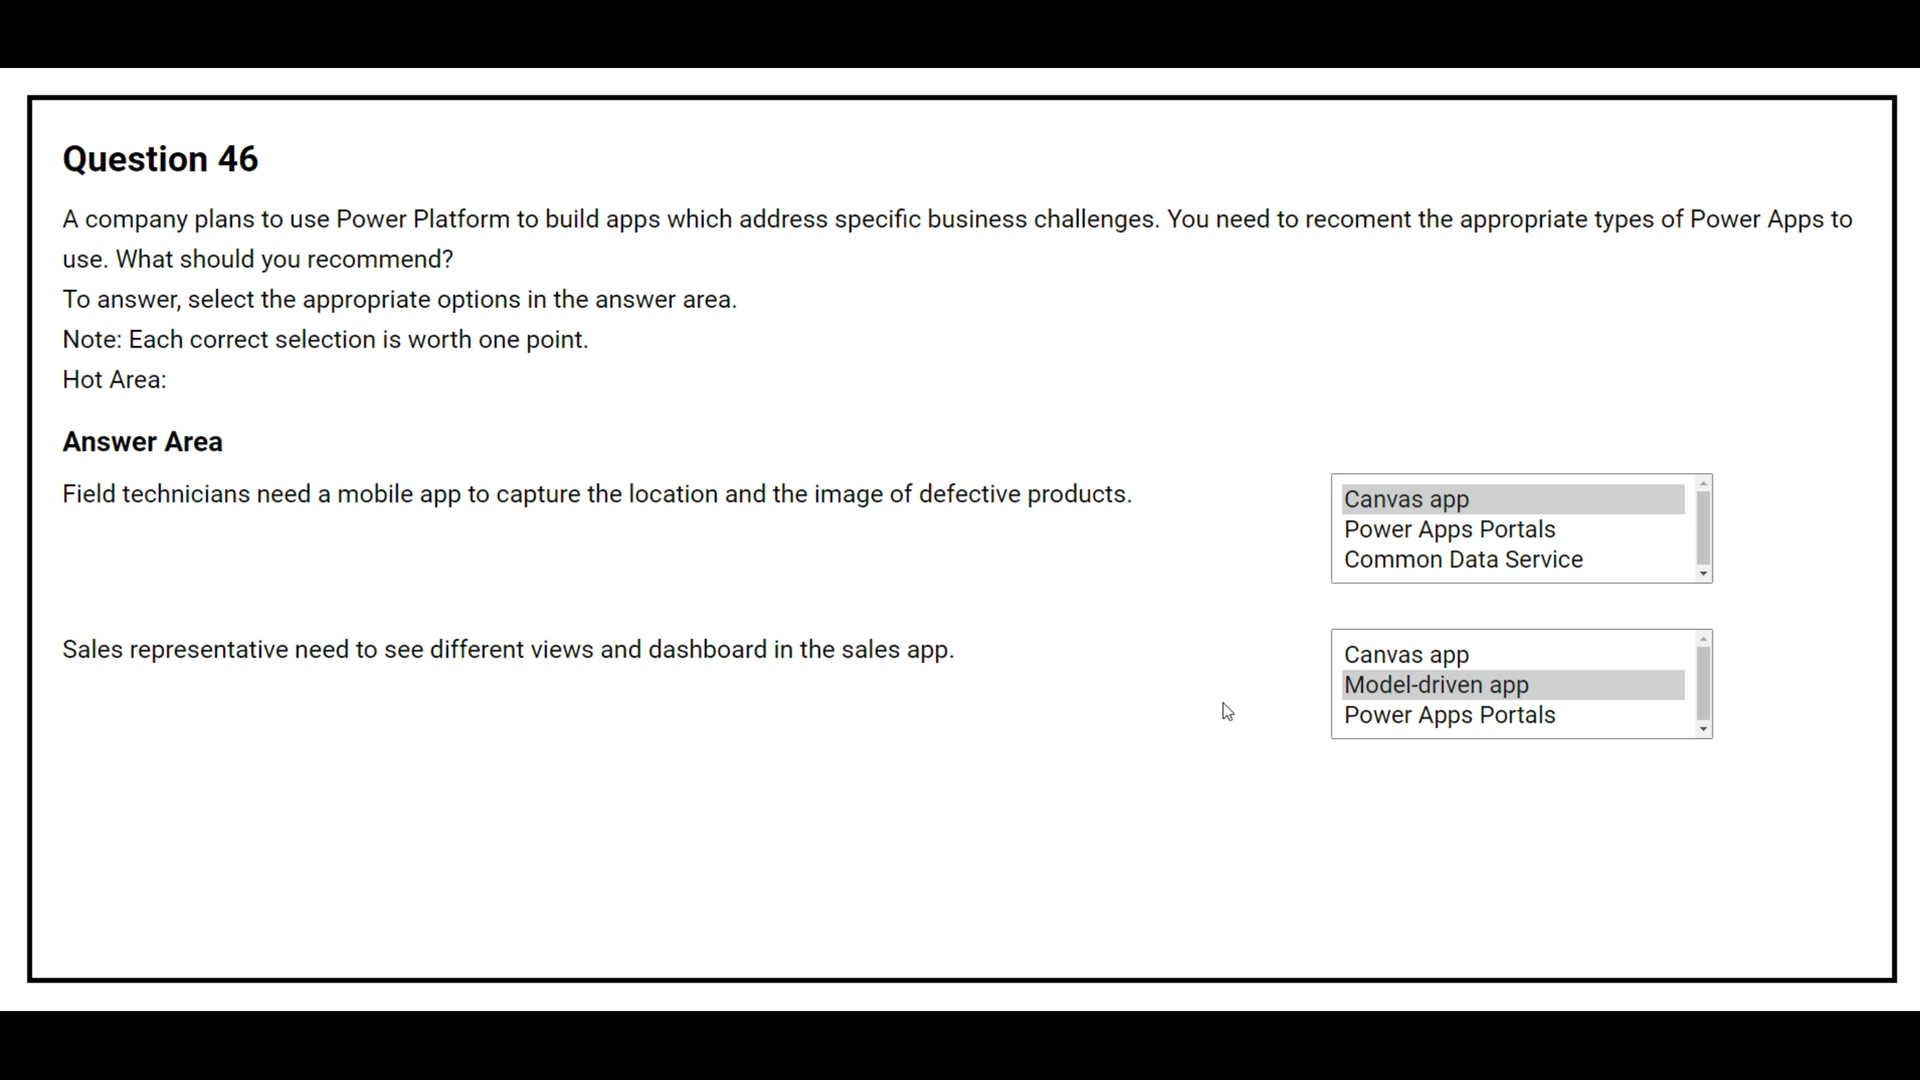 Question 46
A company plans to use Power Platform to build apps which address specific business challenges. You need to recoment the appropriate types of Power Apps to
use. What should you recommend?
To answer, select the appropriate options in the answer area.
Note: Each correct selection is worth one point.
Hot Area:
Answer Area
Field technicians need a mobile app to capture the location and the image of defective products.
Canvas app
Power Apps Portals
Common Data Service
Sales representative need to see different views and dashboard in the sales app.
Canvas app
Model-driven app
Power Apps Portals